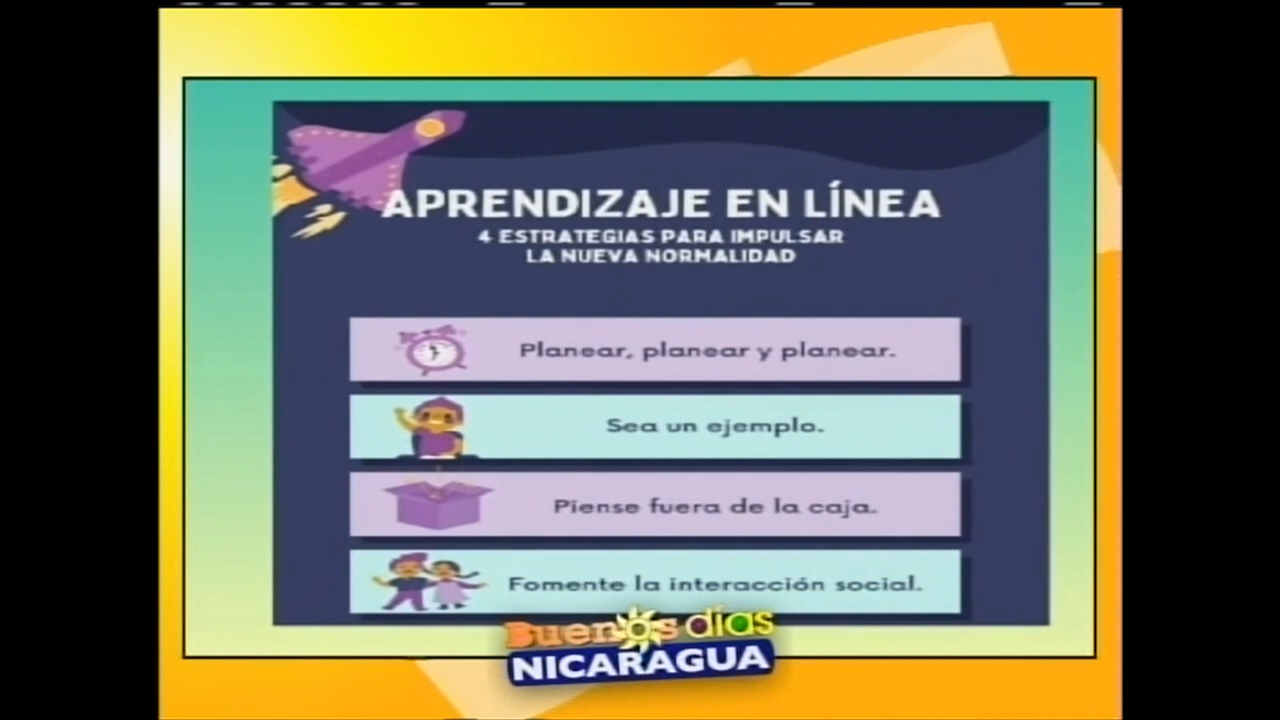 APRENDIZAJE EN LÍNEA
4 ESTRATEGIAS PARA IMPULSAR
LA NUEVA NORMALIDAD
Planear, planear y planear.
Sea un ejemplo.
Piense fuera de la caja.
Fomente la interacción social.
Buenos días
NICARAGUA